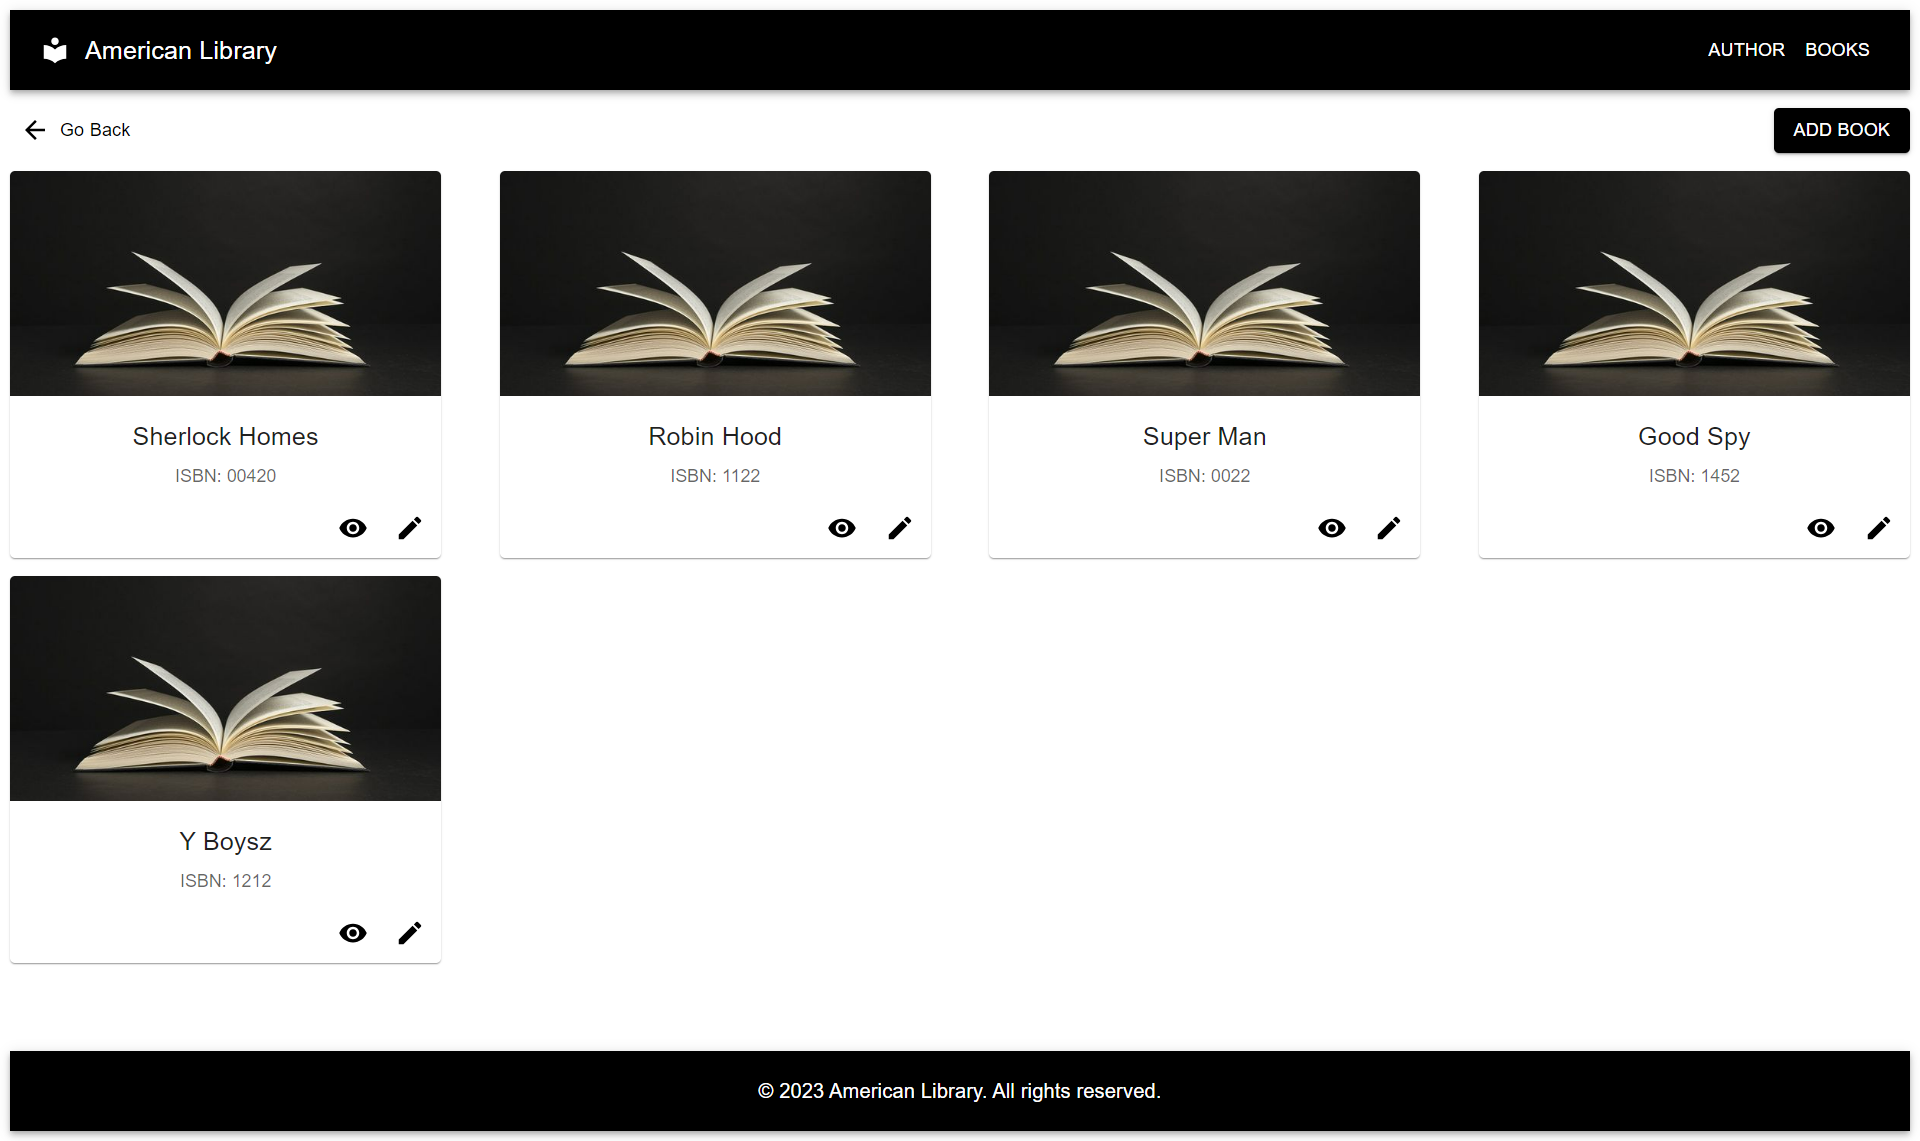 American Library
AUTHOR BOOKS
Go Back
ADD BOOK
Sherlock Homes
ISBN: 00420
Robin Hood
ISBN: 1122
Super Man
ISBN: 0022
Good Spy
ISBN: 1452
Y Boysz
ISBN: 1212
© 2023 American Library. All rights reserved.